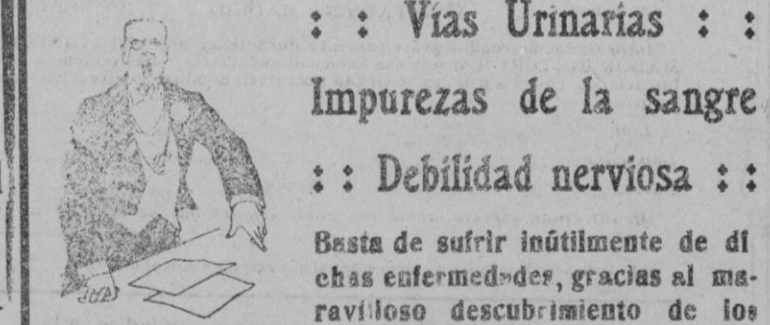 : : Vías Urinarias : :
Impurezas de la sangre
: : Debilidad nerviosa : :
Basta de sufrir inútilmente de di
chas enfermedades, gracias al ma-
ravilloso descubrimiento de los